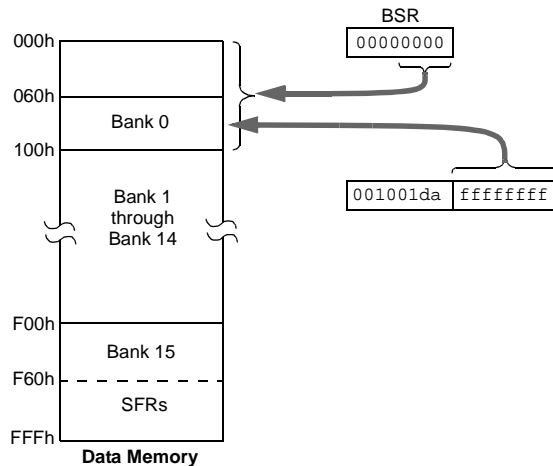 BSR
00000000
000h
060h
Bank 0
100h
001001da ffffffff
Bank 1
through
Bank 14
F00h
Bank 15
F60h
SFRs
FFFh
Data Memory